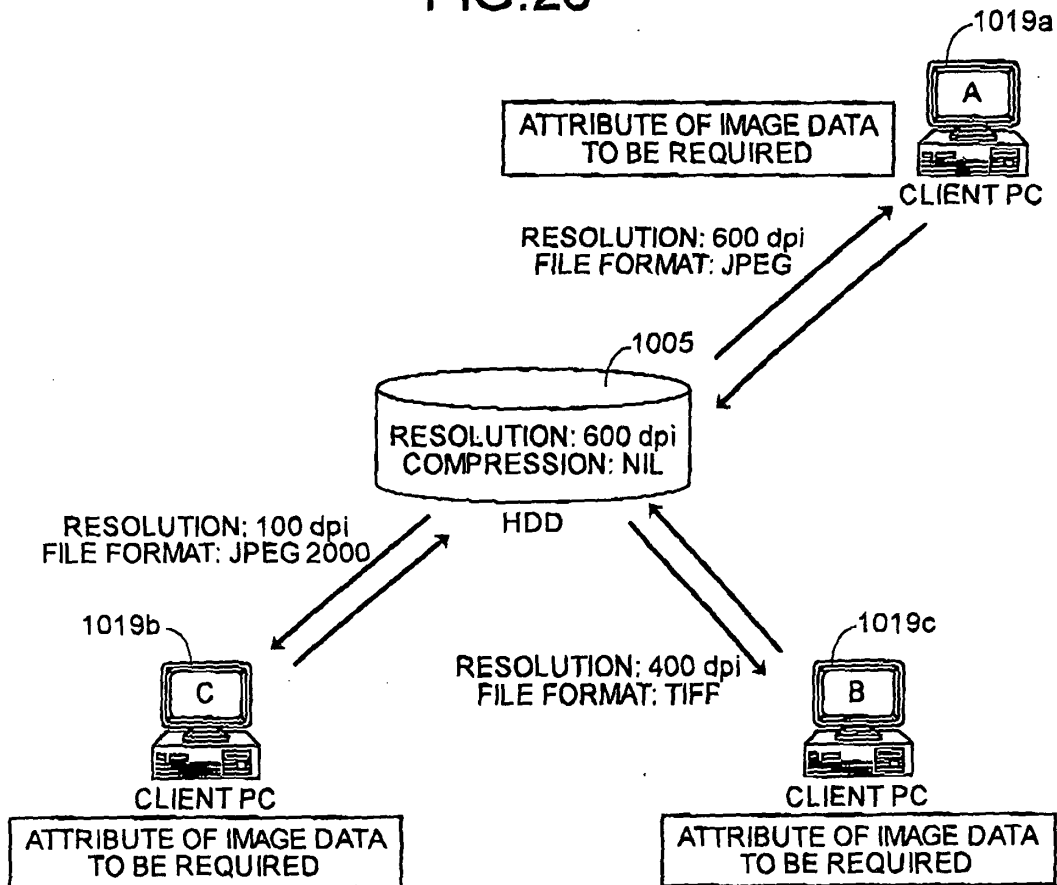 1019a
A
ATTRIBUTE OF IMAGE DATA
TO BE REQUIRED
CLIENT PC
RESOLUTION: 600 dpi
FILE FORMAT: JPEG
1005
RESOLUTION: 600 dpi
COMPRESSION: NIL
HDD
RESOLUTION: 100 dpi
FILE FORMAT: JPEG 2000
1019b
C
CLIENT PC
ATTRIBUTE OF IMAGE DATA
TO BE REQUIRED
RESOLUTION: 400 dpi
FILE FORMAT: TIFF
1019c
B
CLIENT PC
ATTRIBUTE OF IMAGE DATA
TO BE REQUIRED